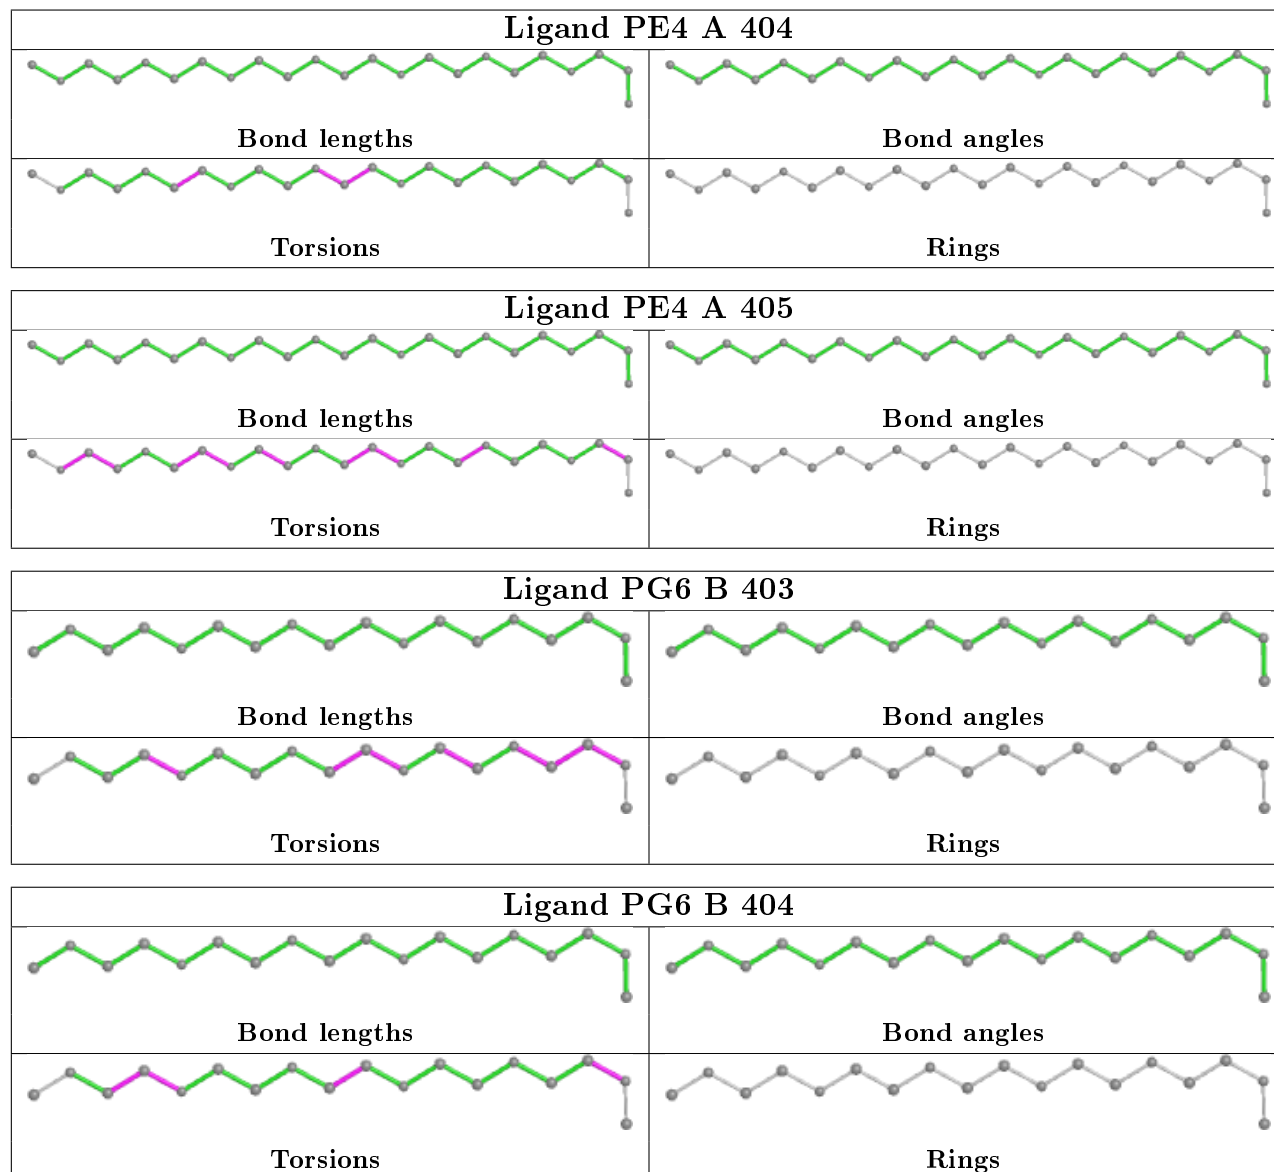 Ligand PE4 A 404
Bond lengths Bond angles
Torsions Rings
Ligand PE4 A 405
Bond lengths Bond angles
Torsions Rings
Ligand PG6 B 403
Bond lengths Bond angles
Torsions Rings
Ligand PG6 B 404
Bond lengths Bond angles
Torsions Rings